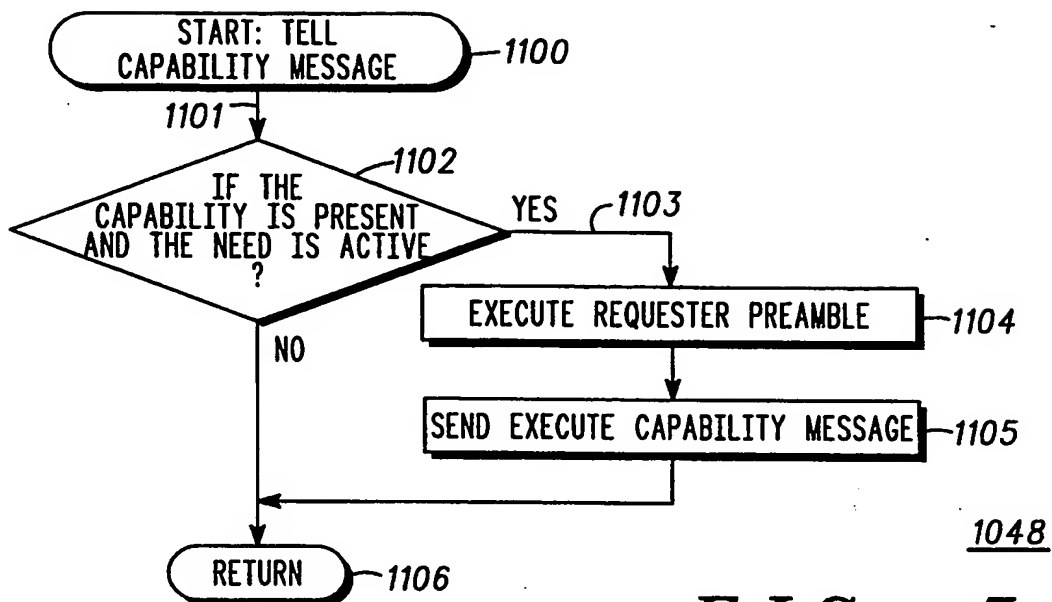 START: TELL
CAPABILITY MESSAGE
1100
1101
1102
IF THE
CAPABILITY IS PRESENT
AND THE NEED IS ACTIVE
?
YES
1103
EXECUTE REQUESTER PREAMBLE
1104
NO
SEND EXECUTE CAPABILITY MESSAGE
1105
1048
RETURN
1106